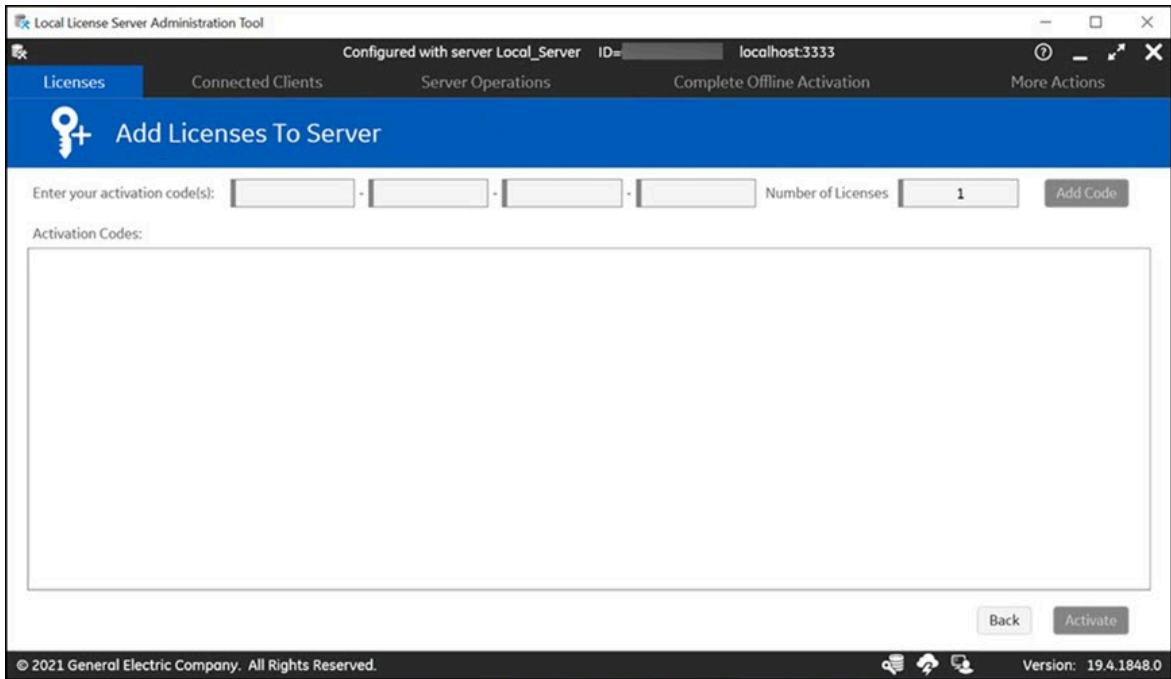 Local License Server Administration Tool
Configured with server Local_Server ID= localhost:3333
Licenses Connected Clients Server Operations Complete Offline Activation More Actions
Add Licenses To Server
Enter your activation code(s): - - - Number of Licenses 1 Add Code
Activation Codes:
Back Activate
© 2021 General Electric Company. All Rights Reserved. Version: 19.4.1848.0